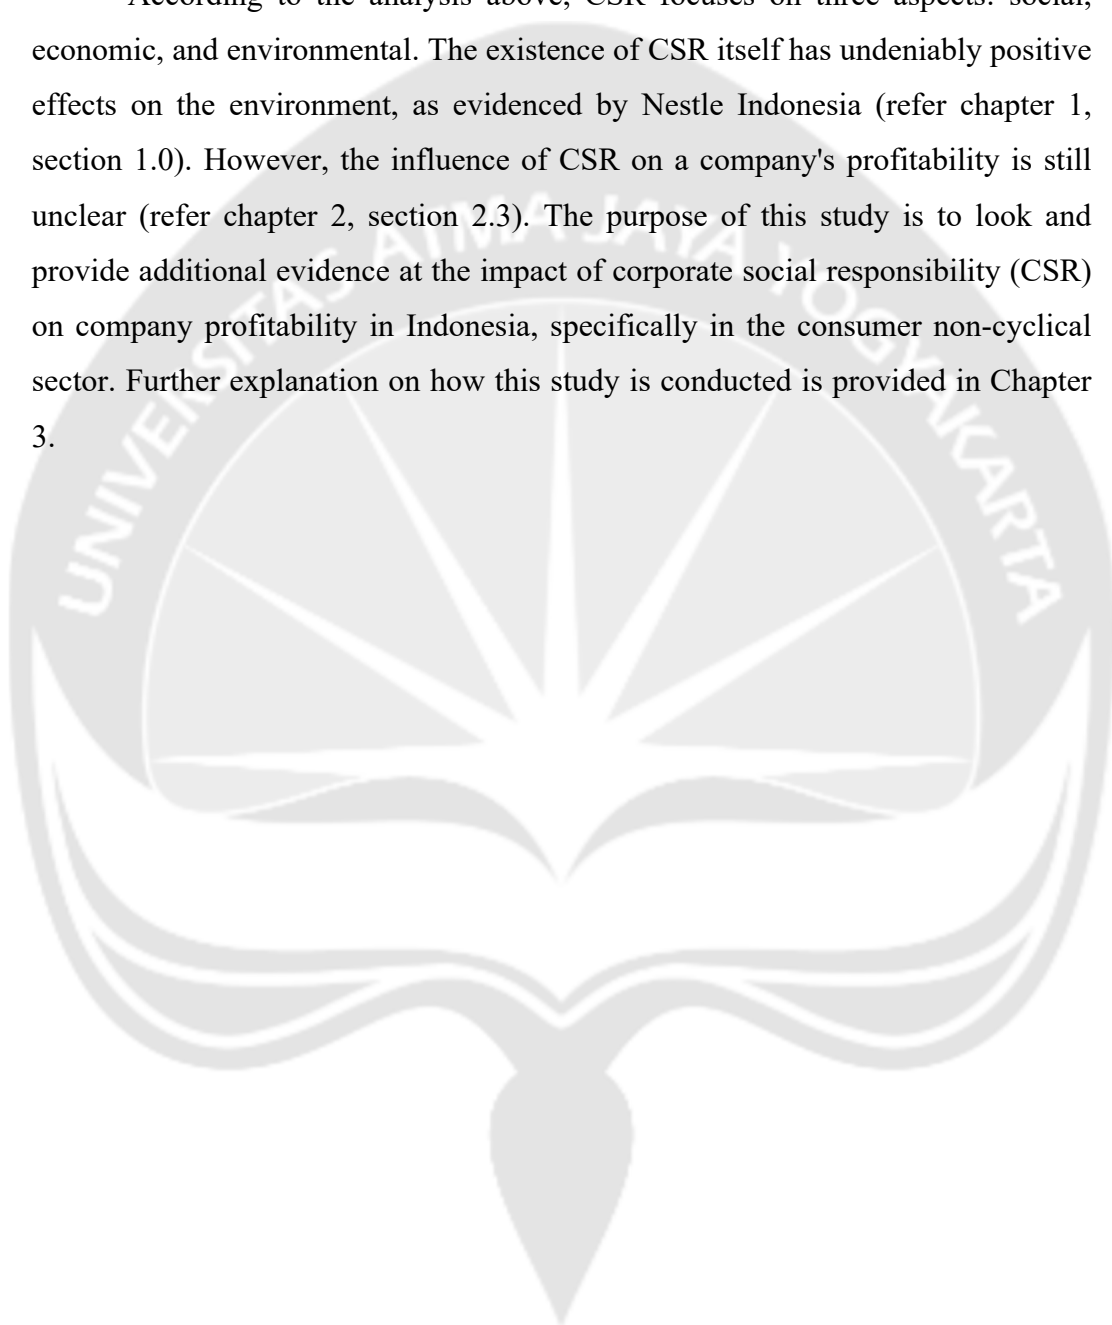 According to the analysis above, CSR focuses on three aspects: social,
economic, and environmental. The existence of CSR itself has undeniably positive
effects on the environment, as evidenced by Nestle Indonesia (refer chapter 1,
section 1.0). However, the influence of CSR on a company's profitability is still
unclear (refer chapter 2, section 2.3). The purpose of this study is to look and
provide additional evidence at the impact of corporate social responsibility (CSR)
on company profitability in Indonesia, specifically in the consumer non-cyclical
sector. Further explanation on how this study is conducted is provided in Chapter
3.
UNIVERSITAS ATMA JAYA YOGYAKARTA